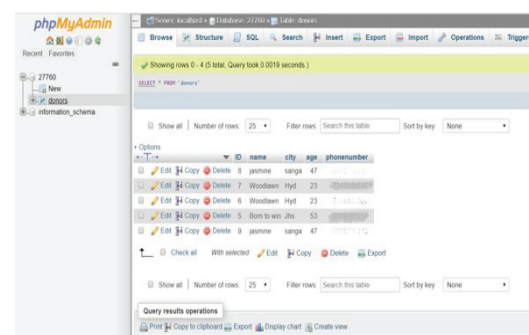 phpMyAdmin
Recent Favorites
27760
New
donors
information_schema
Server: localhost » Database: 27760 » Table: donors
Browse Structure SQL Search Insert Export Import Operations Trigger
Showing rows 0 - 4 (5 total, Query took 0.0019 seconds.)
SELECT * FROM `donors`
Show all Number of rows: 25 Filter rows: Search this table Sort by key: None
+ Options
←T→ ID name city age phonenumber
Edit Copy Delete 8 jasmine sanga 47
Edit Copy Delete 7 Woodlawn Hyd 23
Edit Copy Delete 6 Woodlawn Hyd 23
Edit Copy Delete 5 Born to win Jhs 53
Edit Copy Delete 9 jasmine sanga 47
Check all With selected: Edit Copy Delete Export
Show all Number of rows: 25 Filter rows: Search this table Sort by key: None
Query results operations
Print Copy to clipboard Export Display chart Create view